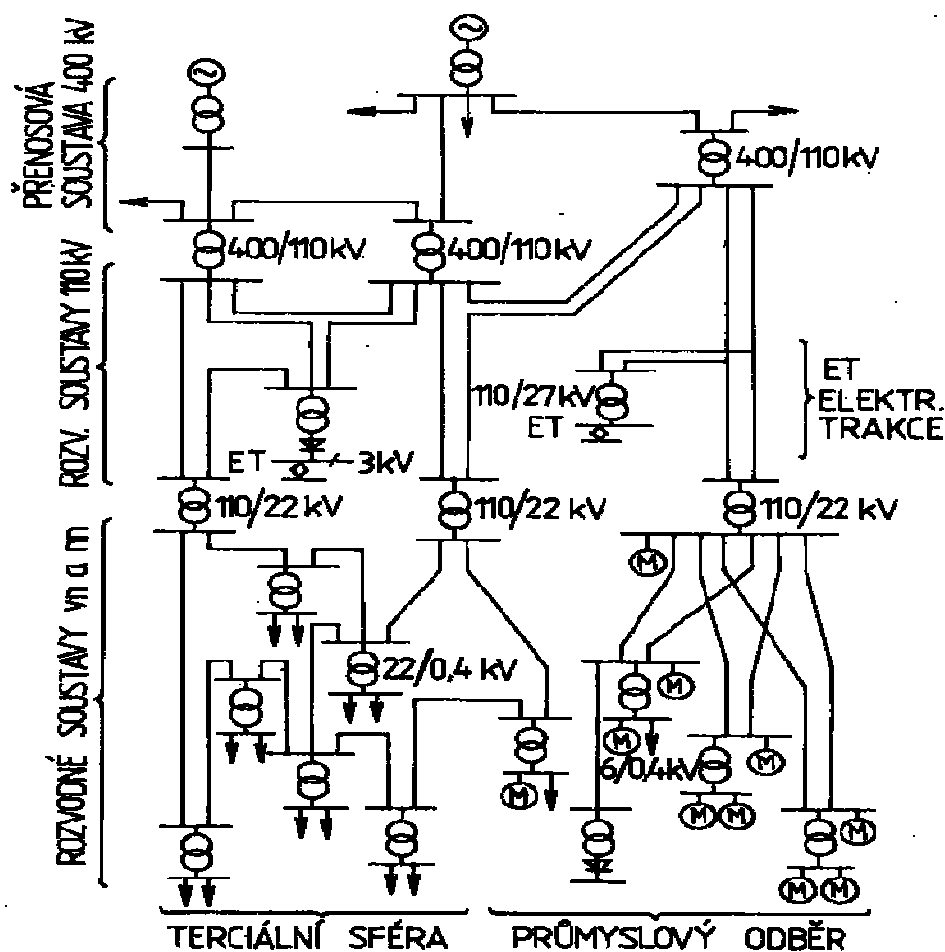 PŘENOSOVÁ
SOUSTAVA 400 kV
ROZV. SOUSTAVY 110kV
ROZVODNÉ SOUSTAVY vn a nn
400/110kV
400/110kV
400/110kV
110/27kV
ET
ET
3kV
ET
ELEKTR.
TRAKCE
110/22 kV
110/22 kV
110/22 kV
M
22/0,4 kV
M
M
6/0,4kV
M
M
M
M
M
M
M
TERCIÁLNÍ SFÉRA
PRŮMYSLOVÝ ODBĚR